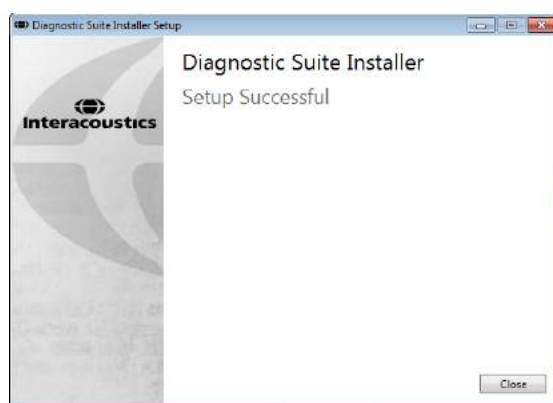 Diagnostic Suite Installer Setup
Diagnostic Suite Installer
Setup Successful
Interacoustics
Close